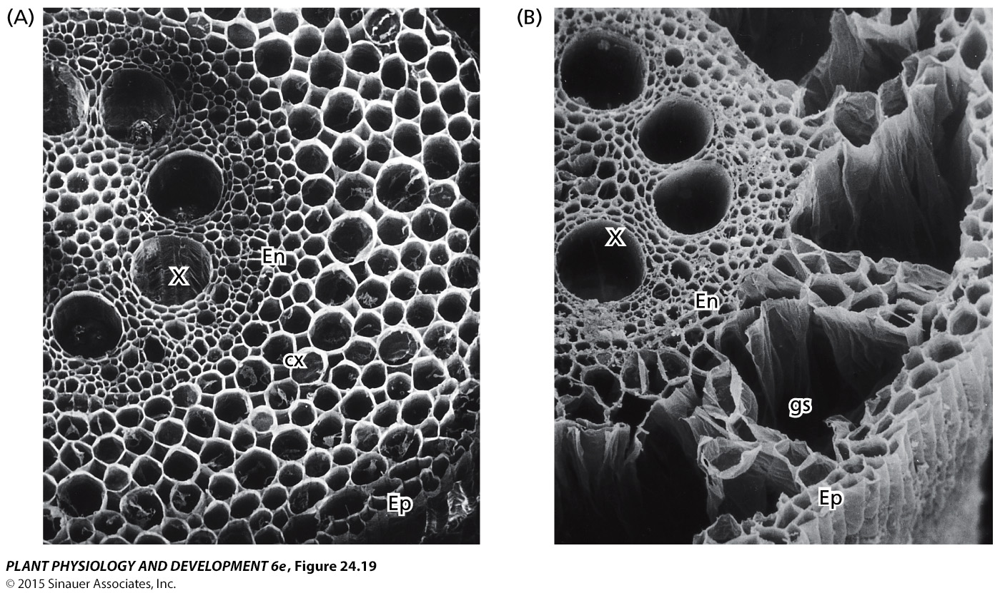 (A)
(B)
x
X
En
cx
Ep
X
En
gs
Ep
PLANT PHYSIOLOGY AND DEVELOPMENT 6e, Figure 24.19
© 2015 Sinauer Associates, Inc.